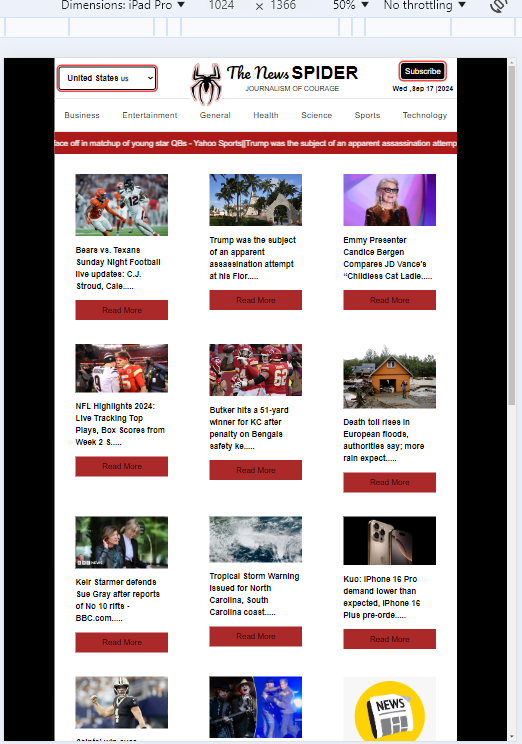 Dimensions: iPad Pro ▼ 1024 × 1366 50% ▼ No throttling ▼
United States us
The News SPIDER
JOURNALISM OF COURAGE
Subscribe
Wed ,Sep 17 |2024
Business Entertainment General Health Science Sports Technology
face off in matchup of young star QBs - Yahoo Sports||Trump was the subject of an apparent assassination attemp
Bears vs. Texans
Sunday Night Football
live updates: C.J.
Stroud, Cale.....
Read More
Trump was the subject
of an apparent
assassination attempt
at his Flor.....
Read More
Emmy Presenter
Candice Bergen
Compares JD Vance's
“Childless Cat Ladie.....
Read More
NFL Highlights 2024:
Live Tracking Top
Plays, Box Scores from
Week 2 S.....
Read More
Butker hits a 51-yard
winner for KC after
penalty on Bengals
safety ke.....
Read More
Death toll rises in
European floods,
authorities say; more
rain expect.....
Read More
BBC NEWS
Keir Starmer defends
Sue Gray after reports
of No 10 rifts -
BBC.com.....
Read More
Tropical Storm Warning
issued for North
Carolina, South
Carolina coast.....
Read More
Kuo: iPhone 16 Pro
demand lower than
expected, iPhone 16
Plus pre-orde.....
Read More
NEWS